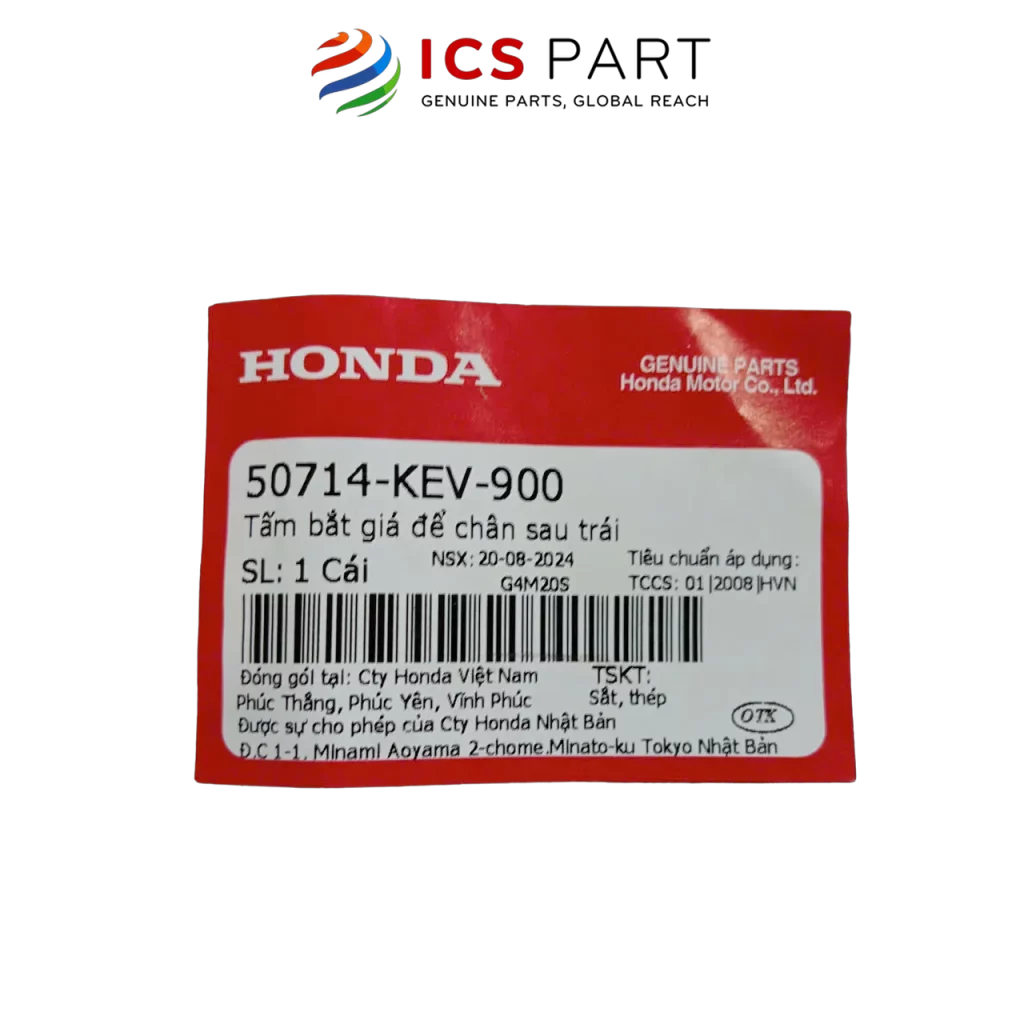 ICS PART
GENUINE PARTS, GLOBAL REACH
HONDA
GENUINE PARTS
Honda Motor Co., Ltd.
50714-KEV-900
Tấm bắt giá để chân sau trái
SL: 1 Cái
NSX: 20-08-2024
G4M20S
Tiêu chuẩn áp dụng:
TCCS: 01|2008|HVN
Đóng gói tại: Cty Honda Việt Nam
Phúc Thắng, Phúc Yên, Vĩnh Phúc
TSKT:
Sắt, thép
Được sự cho phép của Cty Honda Nhật Bản
Đ.C 1-1, Minami Aoyama 2-chome.Minato-ku Tokyo Nhật Bản
OTK